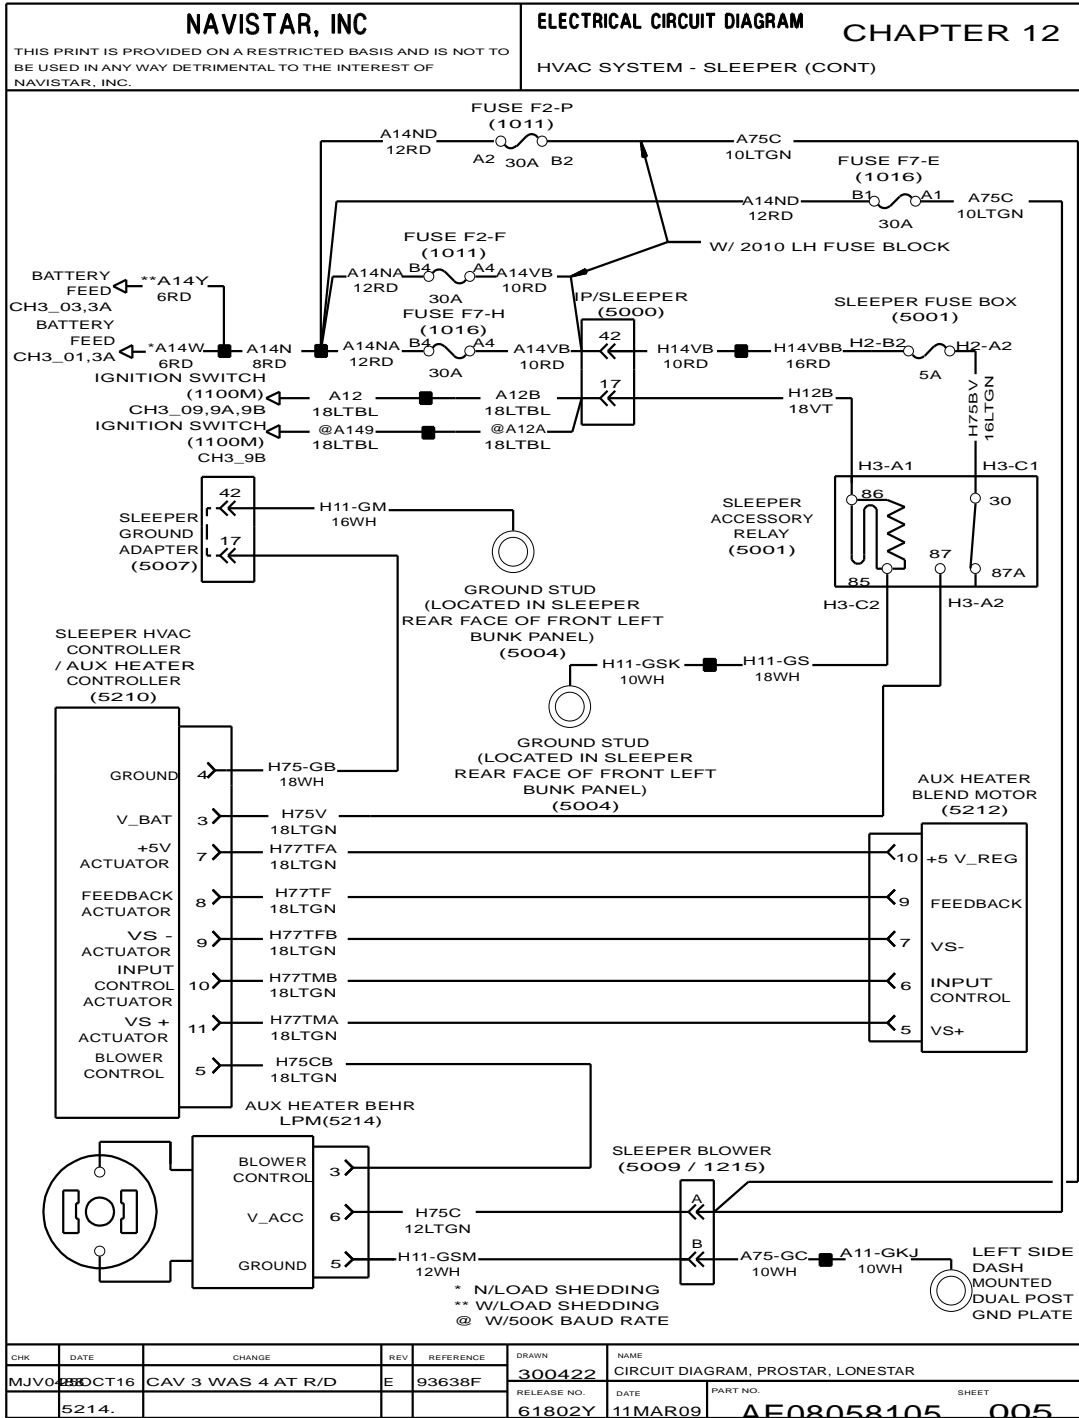 NAVISTAR, INC
THIS PRINT IS PROVIDED ON A RESTRICTED BASIS AND IS NOT TO
BE USED IN ANY WAY DETRIMENTAL TO THE INTEREST OF
NAVISTAR, INC.
ELECTRICAL CIRCUIT DIAGRAM
CHAPTER 12
HVAC SYSTEM - SLEEPER (CONT)
FUSE F2-P
(1011)
A14ND
12RD
A2
30A
B2
A75C
10LTGN
FUSE F7-E
(1016)
A14ND
12RD
B1
A1
30A
A75C
10LTGN
W/ 2010 LH FUSE BLOCK
FUSE F2-F
(1011)
A14NA
12RD
B4
A4
30A
A14VB
10RD
BATTERY
FEED
CH3_03,3A
**A14Y
6RD
BATTERY
FEED
CH3_01,3A
*A14W
6RD
A14N
8RD
FUSE F7-H
(1016)
A14NA
12RD
B4
A4
30A
A14VB
10RD
IP/SLEEPER
(5000)
42
17
H14VB
10RD
H14VBB
16RD
SLEEPER FUSE BOX
(5001)
H2-B2
H2-A2
5A
H75BV
16LTGN
IGNITION SWITCH
(1100M)
CH3_09,9A,9B
A12
18LTBL
A12B
18LTBL
H12B
18VT
IGNITION SWITCH
(1100M)
CH3_9B
@A149
18LTBL
@A12A
18LTBL
H3-A1
H3-C1
SLEEPER
ACCESSORY
RELAY
(5001)
86
30
85
87
87A
H3-C2
H3-A2
SLEEPER
GROUND
ADAPTER
(5007)
42
17
H11-GM
16WH
GROUND STUD
(LOCATED IN SLEEPER
REAR FACE OF FRONT LEFT
BUNK PANEL)
(5004)
H11-GSK
10WH
H11-GS
18WH
GROUND STUD
(LOCATED IN SLEEPER
REAR FACE OF FRONT LEFT
BUNK PANEL)
(5004)
SLEEPER HVAC
CONTROLLER
/ AUX HEATER
CONTROLLER
(5210)
GROUND
4
H75-GB
18WH
V_BAT
3
H75V
18LTGN
+5V
ACTUATOR
7
H77TFA
18LTGN
FEEDBACK
ACTUATOR
8
H77TF
18LTGN
VS -
ACTUATOR
9
H77TFB
18LTGN
INPUT
CONTROL
ACTUATOR
10
H77TMB
18LTGN
VS +
ACTUATOR
11
H77TMA
18LTGN
BLOWER
CONTROL
5
H75CB
18LTGN
AUX HEATER
BLEND MOTOR
(5212)
10
+5 V_REG
9
FEEDBACK
7
VS-
6
INPUT
CONTROL
5
VS+
AUX HEATER BEHR
LPM(5214)
BLOWER
CONTROL
3
V_ACC
6
H75C
12LTGN
GROUND
5
H11-GSM
12WH
SLEEPER BLOWER
(5009 / 1215)
A
B
A75-GC
10WH
A11-GKJ
10WH
LEFT SIDE
DASH
MOUNTED
DUAL POST
GND PLATE
* N/LOAD SHEDDING
** W/LOAD SHEDDING
@ W/500K BAUD RATE
CHK
DATE
CHANGE
REV
REFERENCE
OCT16
CAV 3 WAS 4 AT R/D
E
93638F
5214.
DRAWN
300422
NAME
CIRCUIT DIAGRAM, PROSTAR, LONESTAR
RELEASE NO.
61802Y
DATE
11MAR09
PART NO.
AE08058105
SHEET
005